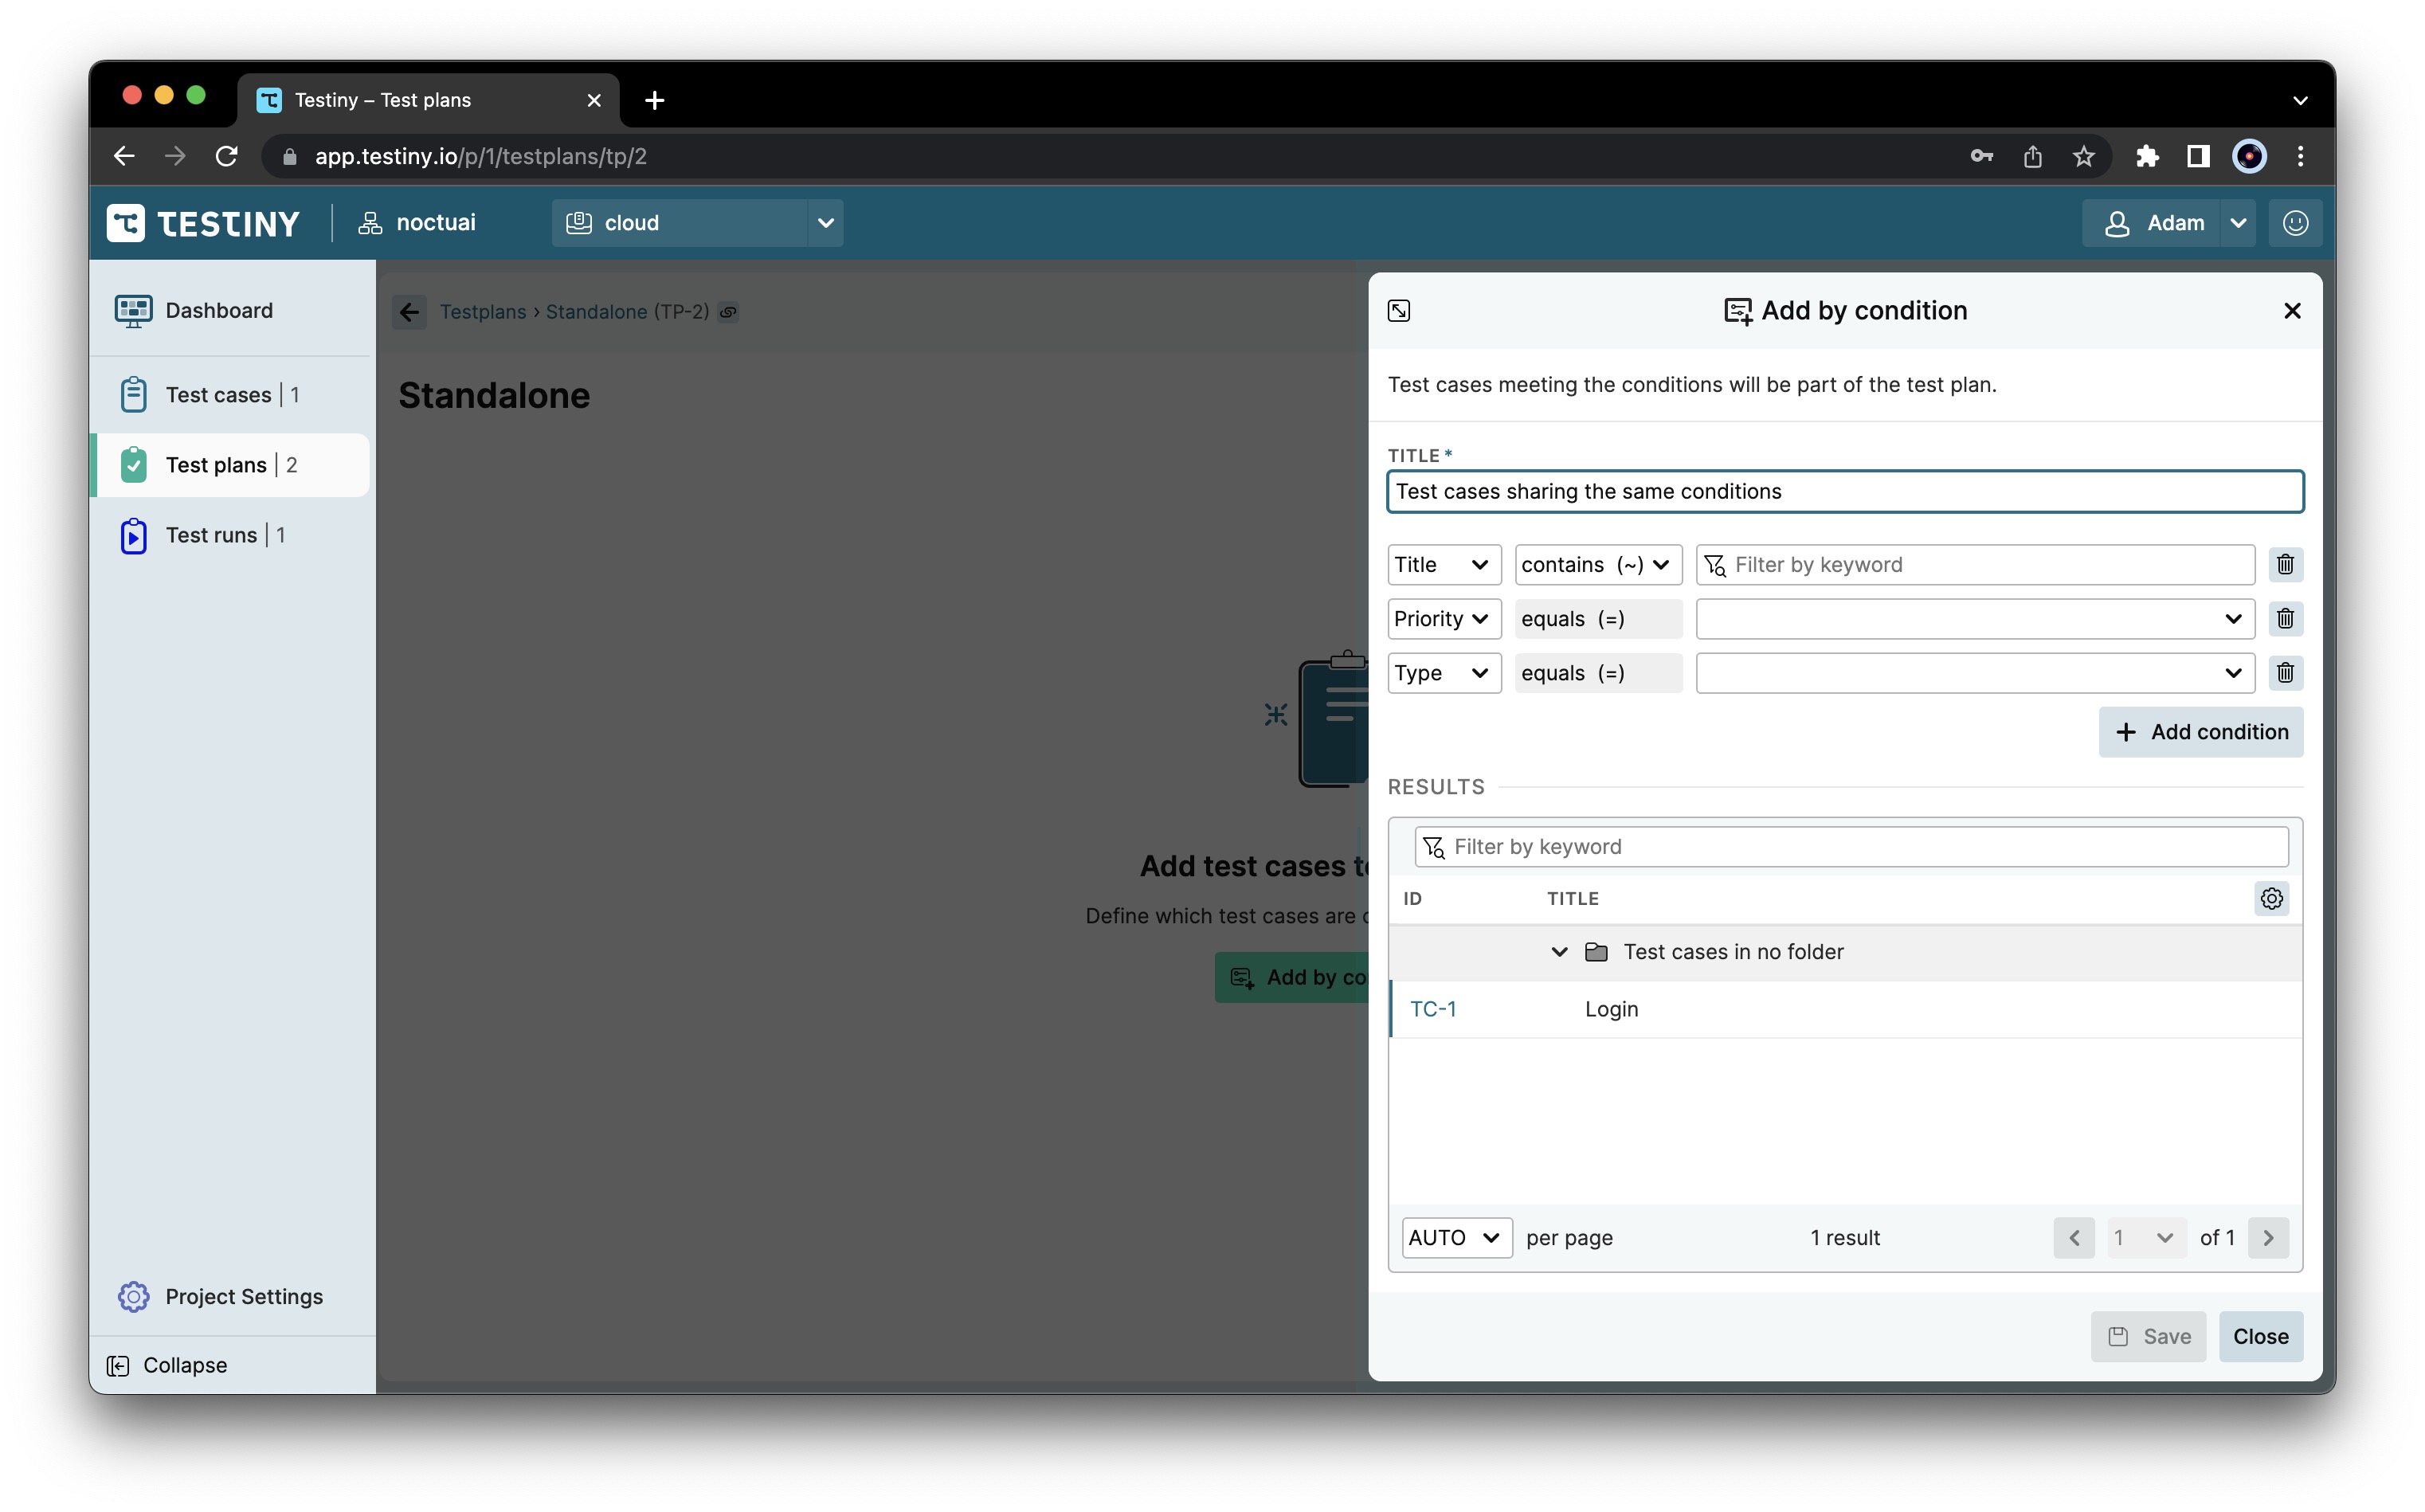 Testiny – Test plans
app.testiny.io/p/1/testplans/tp/2
TESTINY
noctuai
cloud
Adam
Dashboard
Test cases | 1
Test plans | 2
Test runs | 1
Project Settings
Collapse
Testplans › Standalone (TP-2)
Standalone
Add test cases t
Define which test cases are
Add by co
Add by condition
Test cases meeting the conditions will be part of the test plan.
TITLE *
Test cases sharing the same conditions
Title contains (~) Filter by keyword
Priority equals (=)
Type equals (=)
+ Add condition
RESULTS
Filter by keyword
ID TITLE
Test cases in no folder
TC-1 Login
AUTO per page 1 result 1 of 1
Save Close